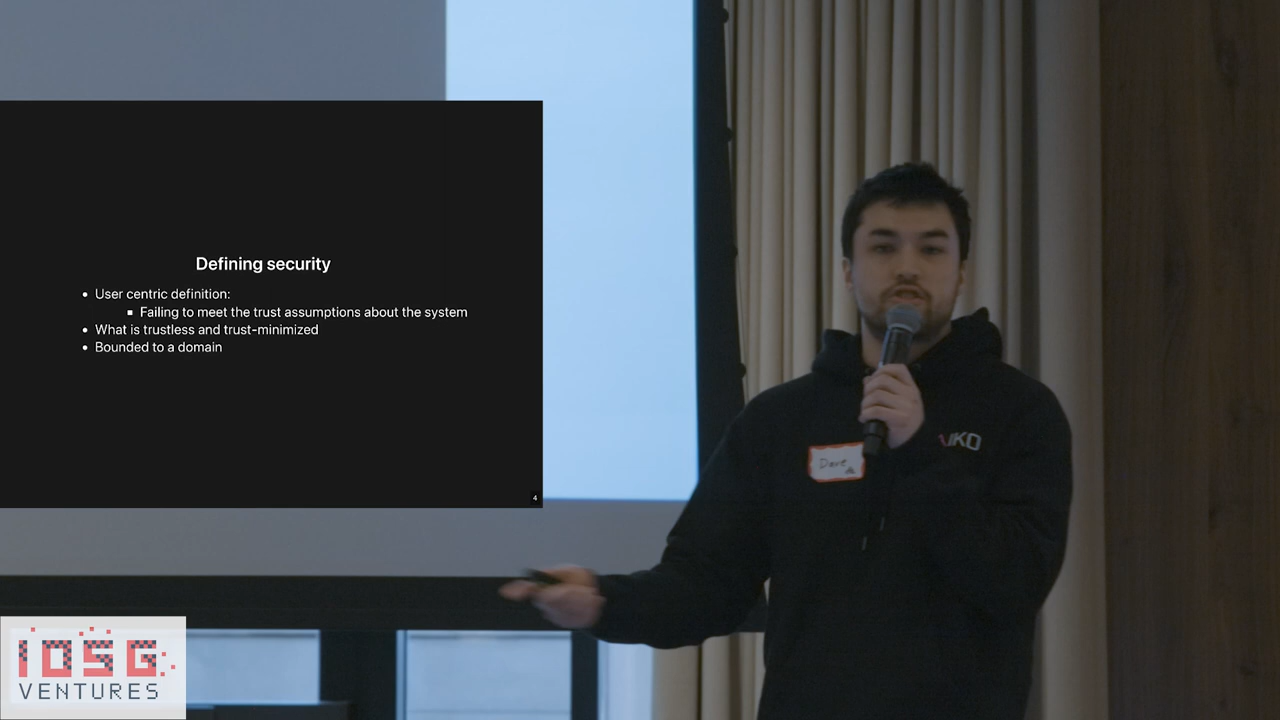 Defining security
User centric definition:
Failing to meet the trust assumptions about the system
What is trustless and trust-minimized
Bounded to a domain
4
Dave
IKO
IOSG
VENTURES